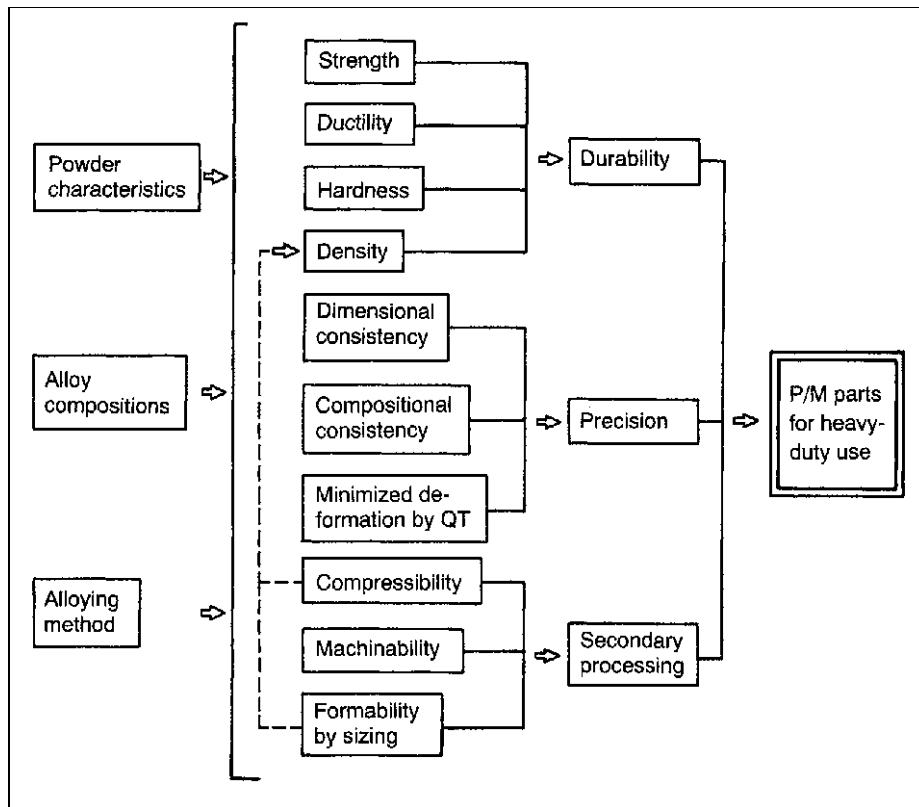 Strength
Ductility
Powder
characteristics
Hardness
Durability
Density
Dimensional
consistency
Alloy
compositions
Compositional
consistency
Precision
P/M parts
for heavy-
duty use
Minimized de-
formation by QT
Compressibility
Alloying
method
Machinability
Secondary
processing
Formability
by sizing